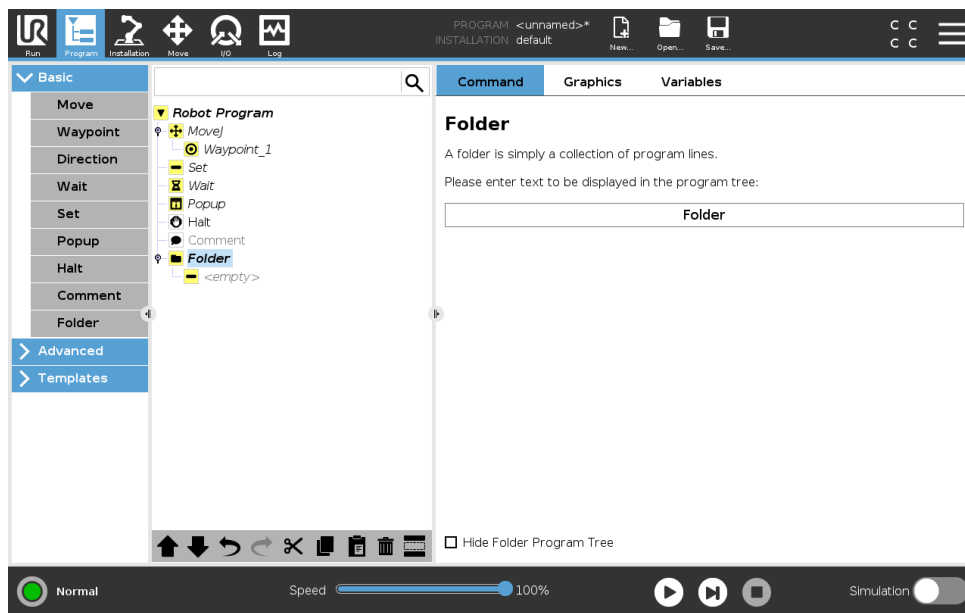 PROGRAM <unnamed>*
INSTALLATION default
UR
Run
Program
Installation
Move
I/O
Log
New...
Open...
Save...
C C
C C
Basic
Move
Waypoint
Direction
Wait
Set
Popup
Halt
Comment
Folder
Advanced
Templates
Robot Program
MoveJ
Waypoint_1
Set
Wait
Popup
Halt
Comment
Folder
<empty>
Command
Graphics
Variables
Folder
A folder is simply a collection of program lines.
Please enter text to be displayed in the program tree:
Folder
Hide Folder Program Tree
Normal
Speed
100%
Simulation